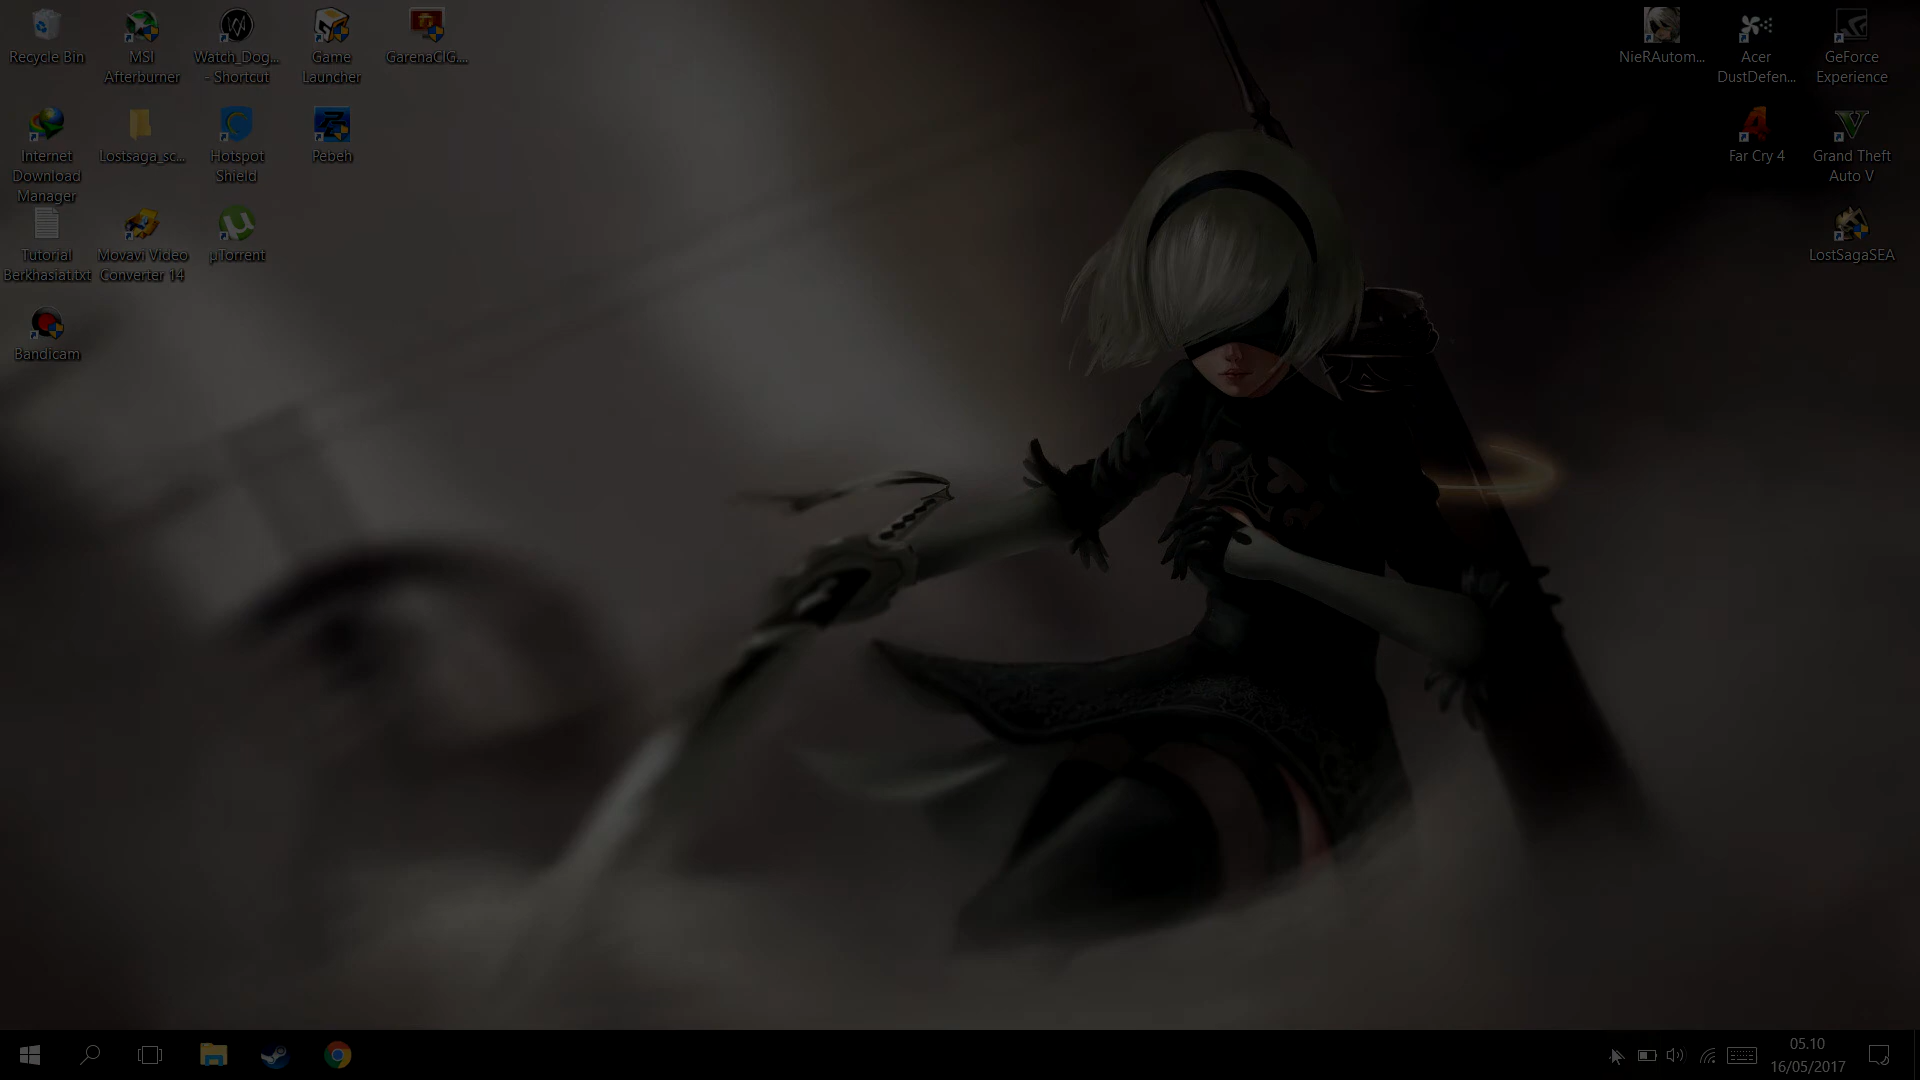 Recycle Bin
MSI
Afterburner
Watch_Dog...
- Shortcut
Game
Launcher
GarenaCIG....
Internet
Download
Manager
Lostsaga_sc...
Hotspot
Shield
Pebeh
Tutorial
Berkhasiat.txt
Movavi Video
Converter 14
µTorrent
Bandicam
NieRAutom...
Acer
DustDefen...
GeForce
Experience
Far Cry 4
Grand Theft
Auto V
LostSagaSEA
05.10
16/05/2017